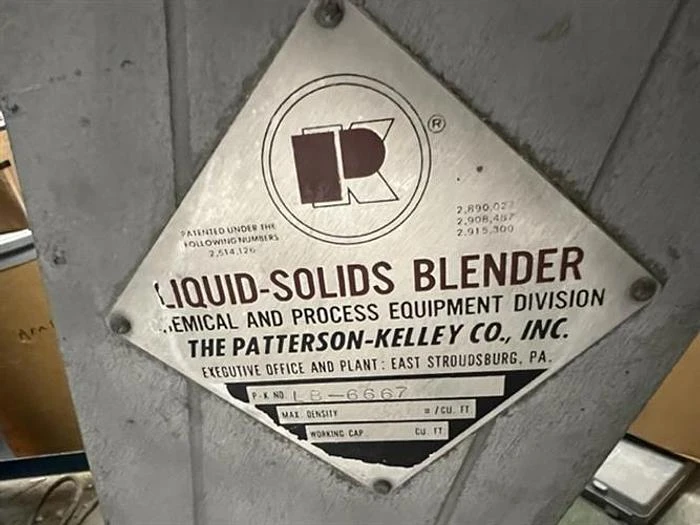 PK
®
PATENTED UNDER THE
FOLLOWING NUMBERS
2,514,126
2,890,027
2,908,487
2,915,300
LIQUID-SOLIDS BLENDER
CHEMICAL AND PROCESS EQUIPMENT DIVISION
THE PATTERSON-KELLEY CO., INC.
EXECUTIVE OFFICE AND PLANT: EAST STROUDSBURG, PA.
P-K NO. LB-6667
MAX. DENSITY # / CU. FT.
WORKING CAP. CU. FT.